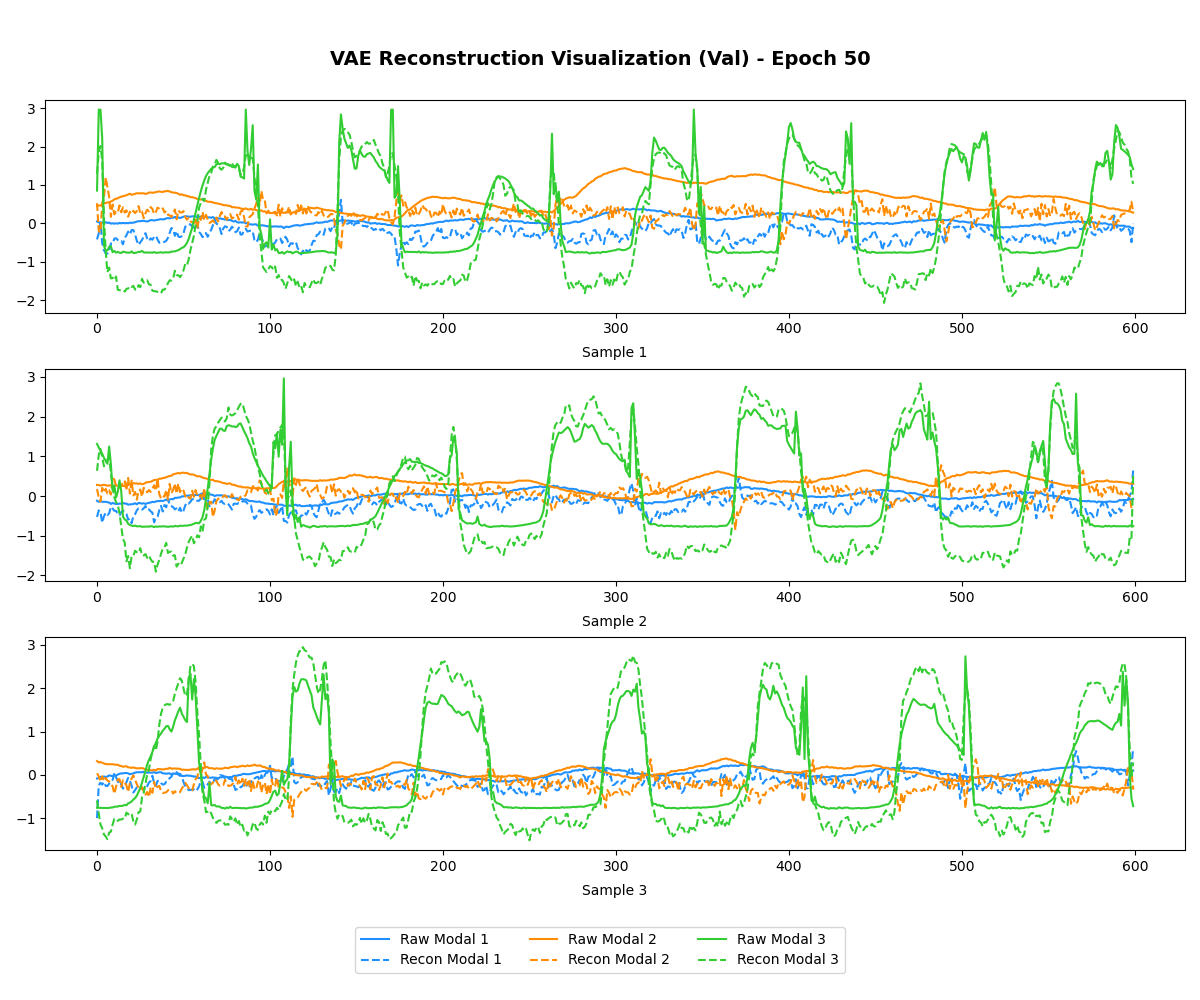 VAE Reconstruction Visualization (Val) - Epoch 50
3
2
1
0
−1
−2
0 100 200 300 400 500 600
Sample 1
3
2
1
0
−1
−2
0 100 200 300 400 500 600
Sample 2
3
2
1
0
−1
0 100 200 300 400 500 600
Sample 3
Raw Modal 1 Raw Modal 2 Raw Modal 3
Recon Modal 1 Recon Modal 2 Recon Modal 3